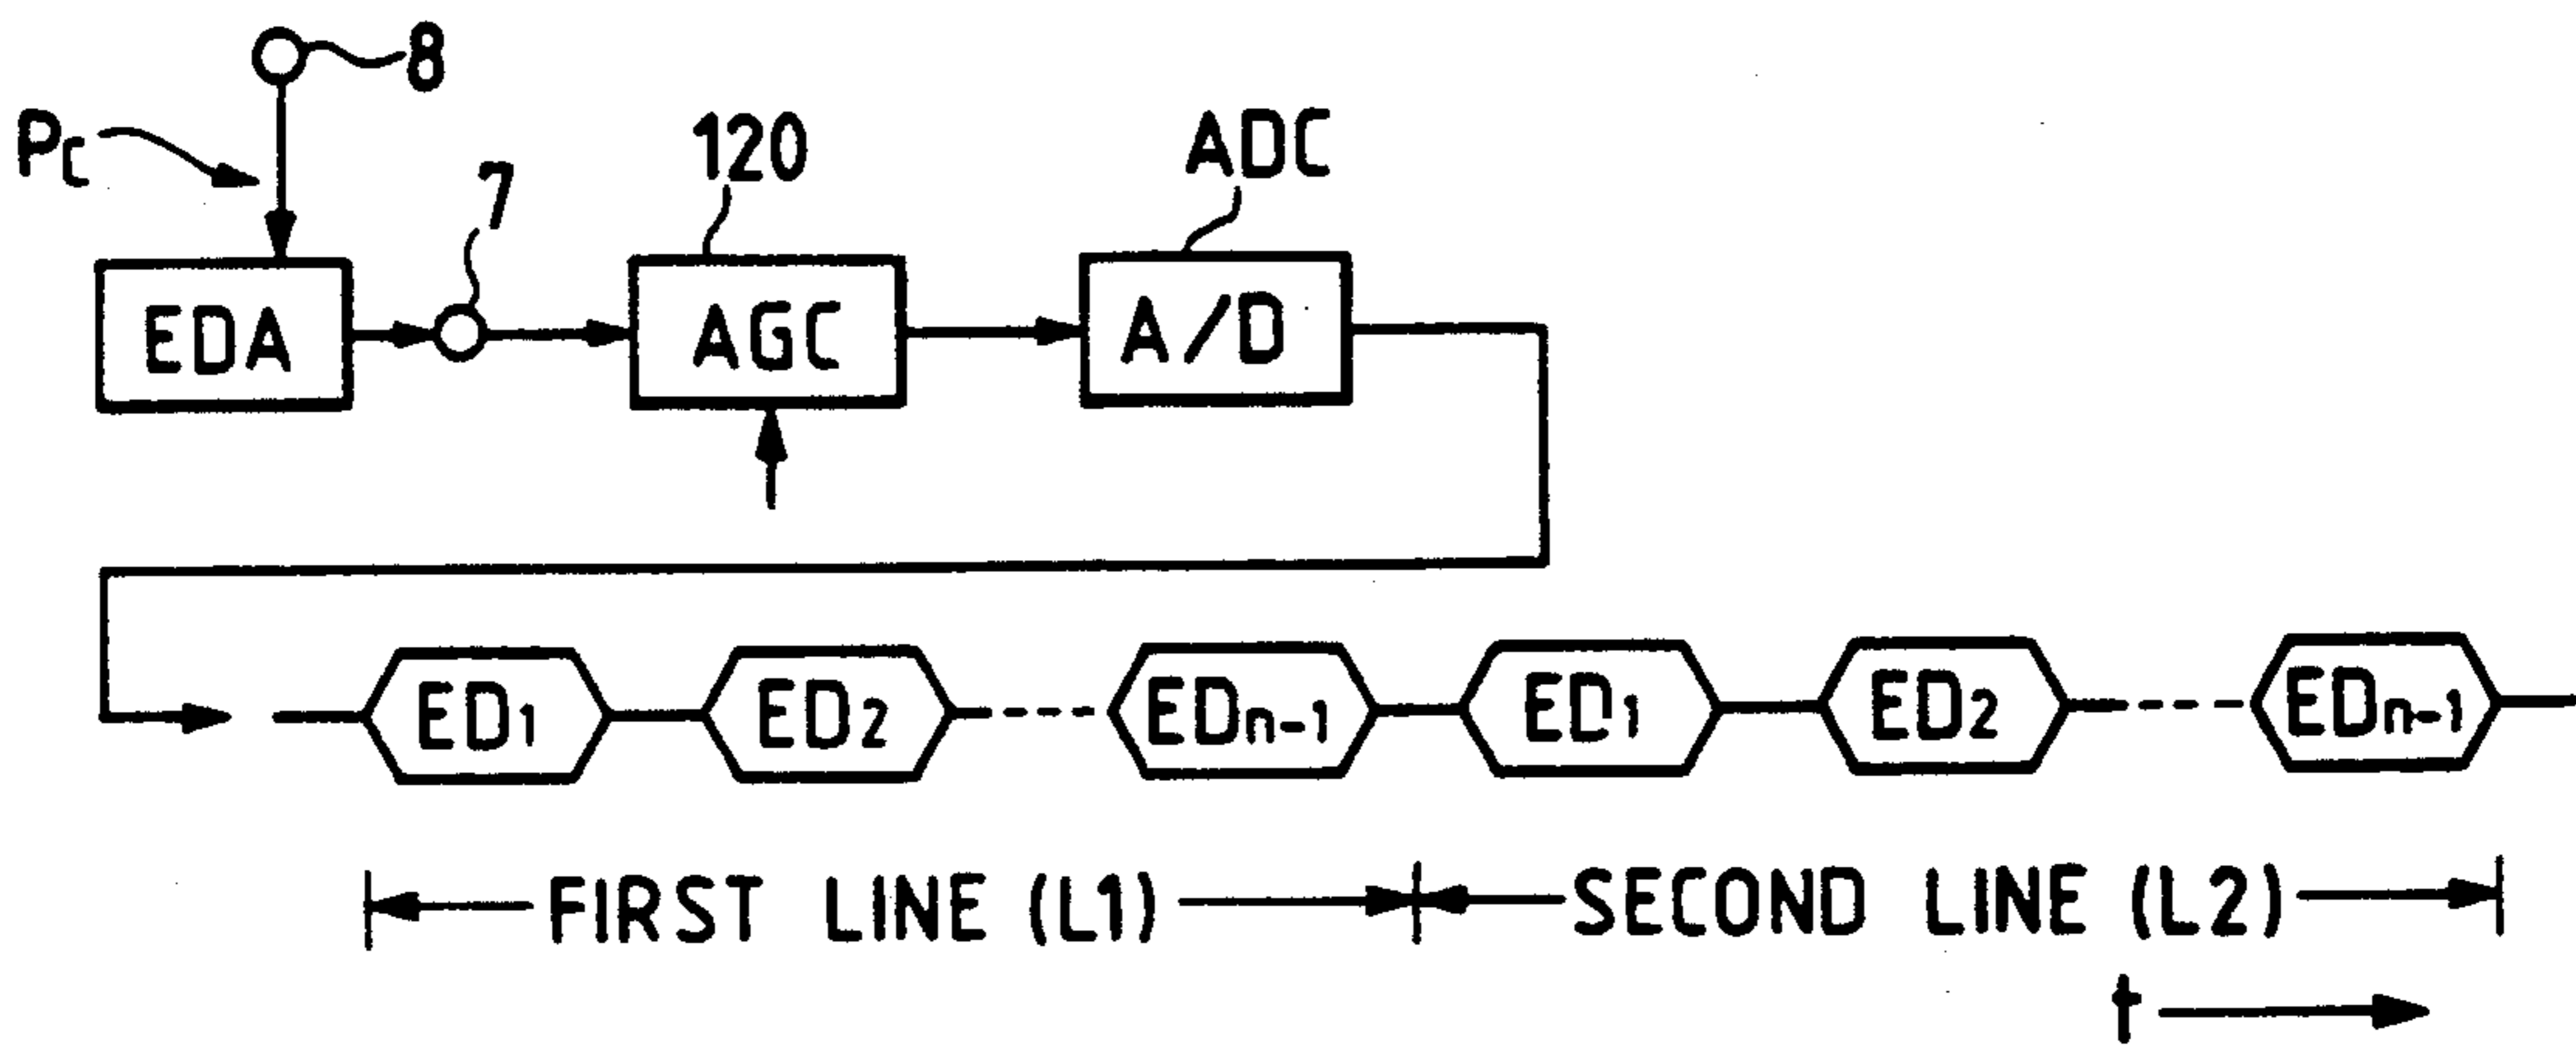 8
PC
120
ADC
7
EDA
AGC
A/D
ED1 ED2 EDn-1 ED1 ED2 EDn-1
FIRST LINE (L1) SECOND LINE (L2)
t